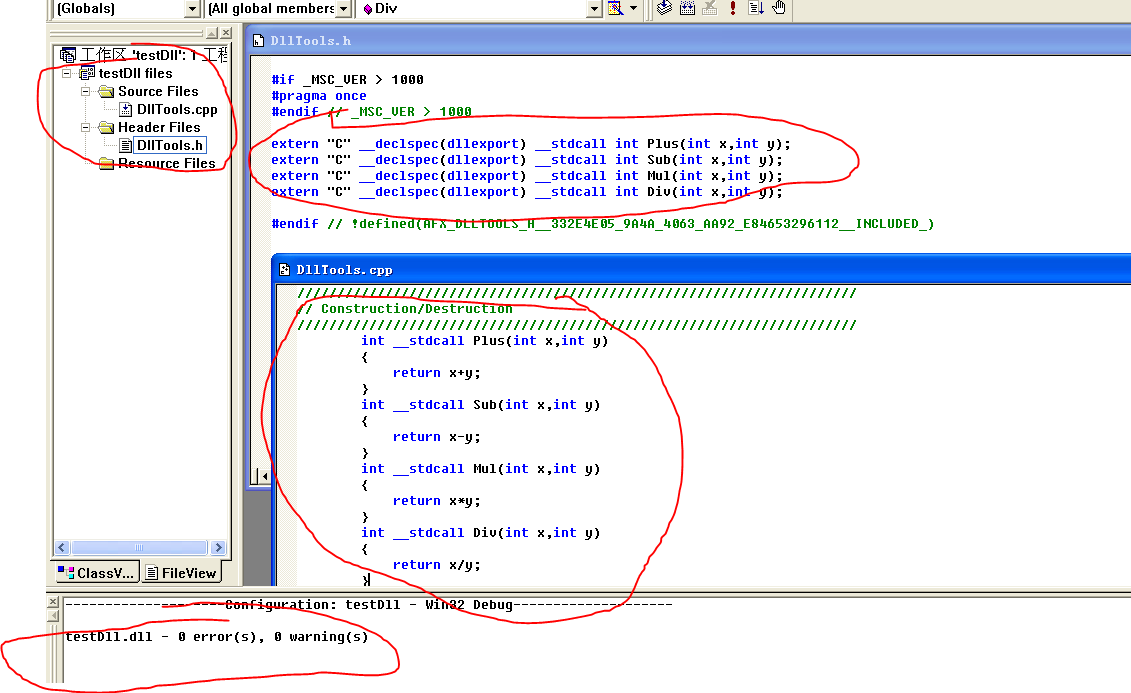 (Globals) (All global members Div
工作区 'testDll': 1 工程
testDll files
Source Files
DllTools.cpp
Header Files
DllTools.h
Resource Files
ClassV... FileView
DllTools.h
#if _MSC_VER > 1000
#pragma once
#endif // _MSC_VER > 1000
extern "C" __declspec(dllexport) __stdcall int Plus(int x,int y);
extern "C" __declspec(dllexport) __stdcall int Sub(int x,int y);
extern "C" __declspec(dllexport) __stdcall int Mul(int x,int y);
extern "C" __declspec(dllexport) __stdcall int Div(int x,int y);
#endif // !defined(AFX_DLLTOOLS_H__332E4E05_9A4A_4063_AA92_E84653296112__INCLUDED_)
DllTools.cpp
//////////////////////////////////////////////////////////////////////
// Construction/Destruction
//////////////////////////////////////////////////////////////////////
int __stdcall Plus(int x,int y)
{
return x+y;
}
int __stdcall Sub(int x,int y)
{
return x-y;
}
int __stdcall Mul(int x,int y)
{
return x*y;
}
int __stdcall Div(int x,int y)
{
return x/y;
}
--------------------Configuration: testDll - Win32 Debug--------------------
testDll.dll - 0 error(s), 0 warning(s)